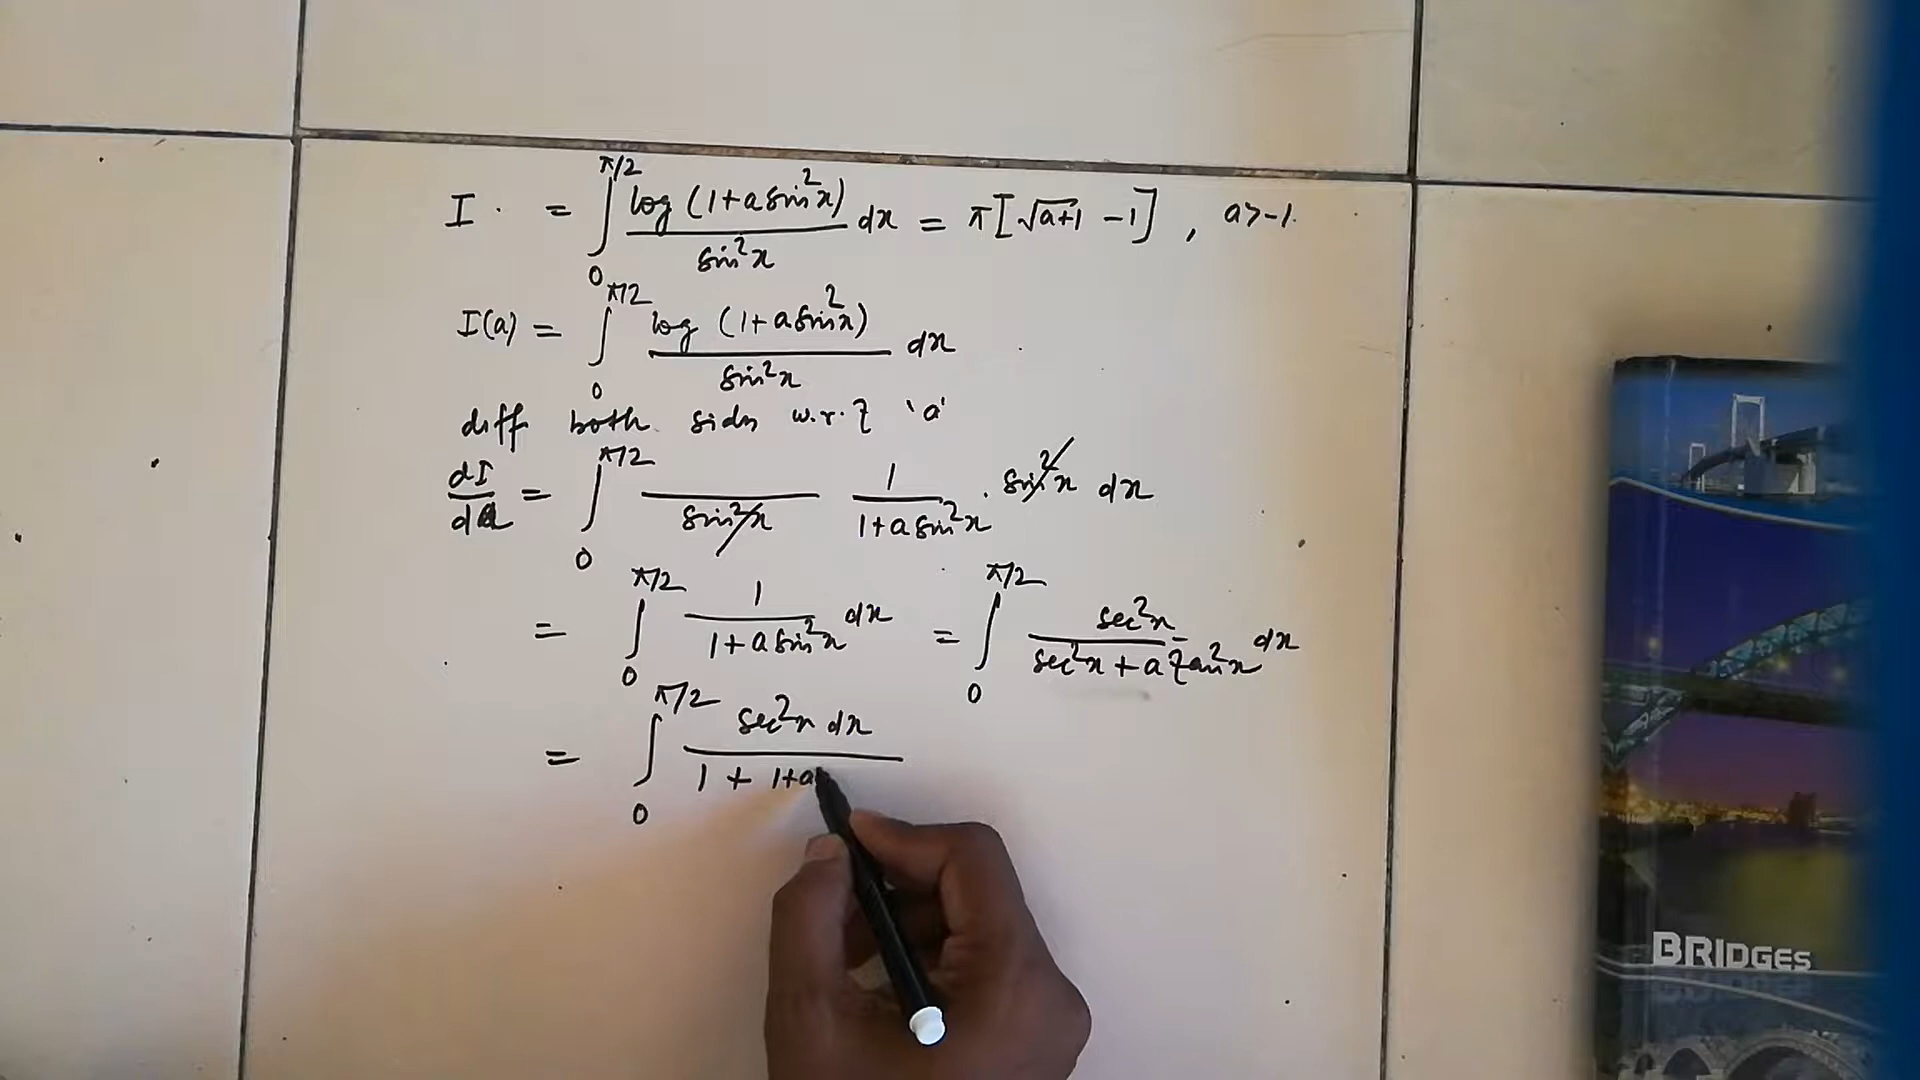 I = ∫₀^π/2 log (1+a sin²x) / sin²x dx = π[√a+1 -1], a>-1.
I(a) = ∫₀^π/2 log (1+a sin²x) / sin²x dx
diff both sides w.r.t 'a'
dI/da = ∫₀^π/2 1/sin²x 1/1+a sin²x . sin²x dx
= ∫₀^π/2 1/1+a sin²x dx = ∫₀^π/2 sec²x / sec²x + a tan²x dx
= ∫₀^π/2 sec²x dx / 1 + 1+a
BRIDGES